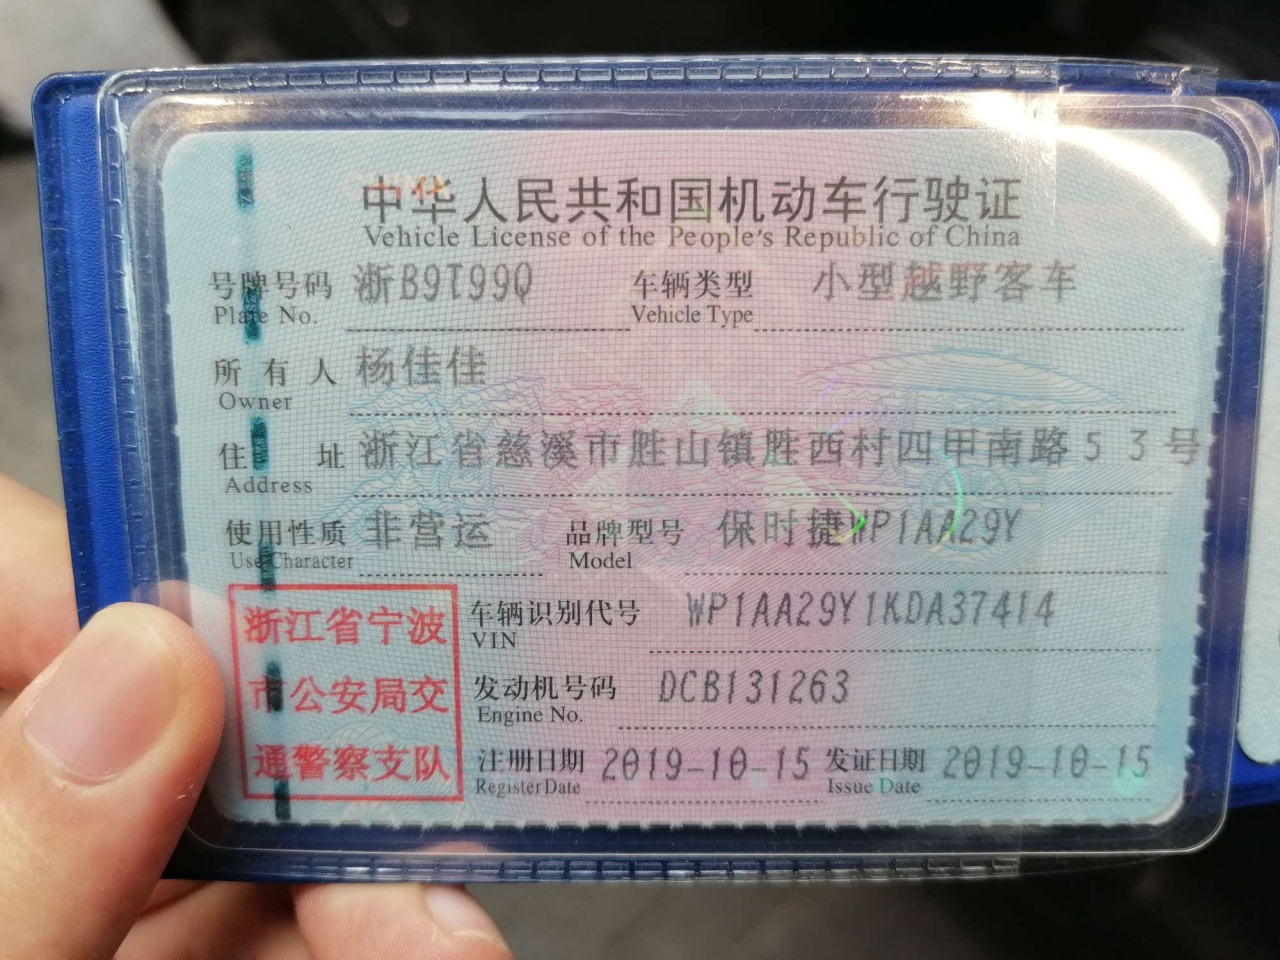 中华人民共和国机动车行驶证
Vehicle License of the People's Republic of China
号牌号码 浙B9T99Q 车辆类型 小型越野客车
Plate No. Vehicle Type
所有人 杨佳佳
Owner
住址 浙江省慈溪市胜山镇胜西村四甲南路53号
Address
使用性质 非营运 品牌型号 保时捷WP1AA29Y
Use Character Model
浙江省宁波
市公安局交
通警察支队
车辆识别代号 WP1AA29Y1KDA37414
VIN
发动机号码 DCB131263
Engine No.
注册日期 2019-10-15 发证日期 2019-10-15
Register Date Issue Date